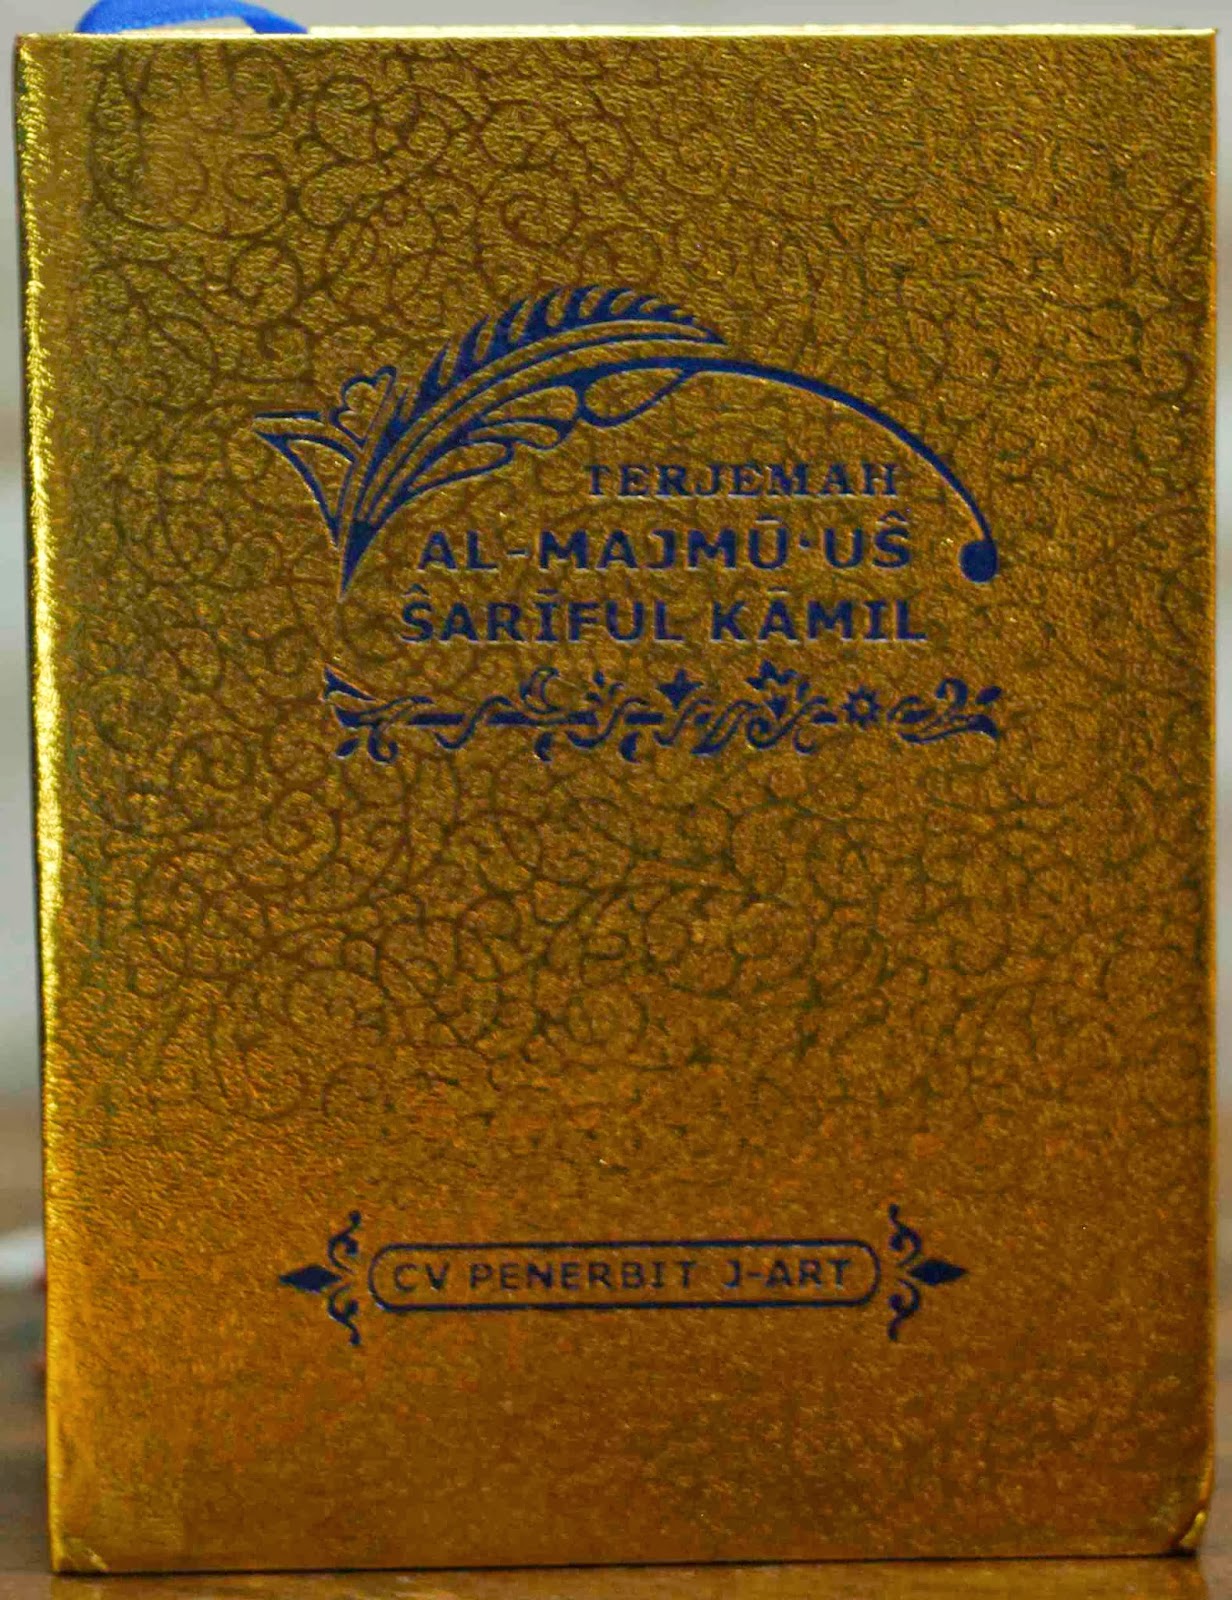 TERJEMAH
AL-MAJMŪ‘UŜ
ŜARĪFUL KĀMIL
CV PENERBIT J-ART